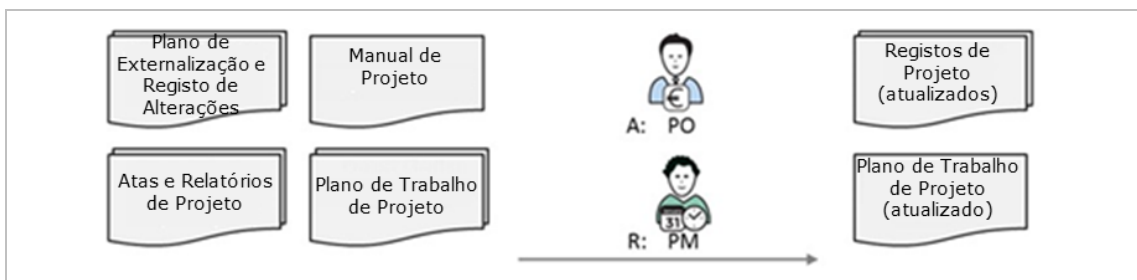 Plano de
Externalização e
Registo de
Alterações
Manual de
Projeto
A: PO
Registos de
Projeto
(atualizados)
Atas e Relatórios
de Projeto
Plano de Trabalho
de Projeto
31
R: PM
Plano de Trabalho
de Projeto
(atualizado)